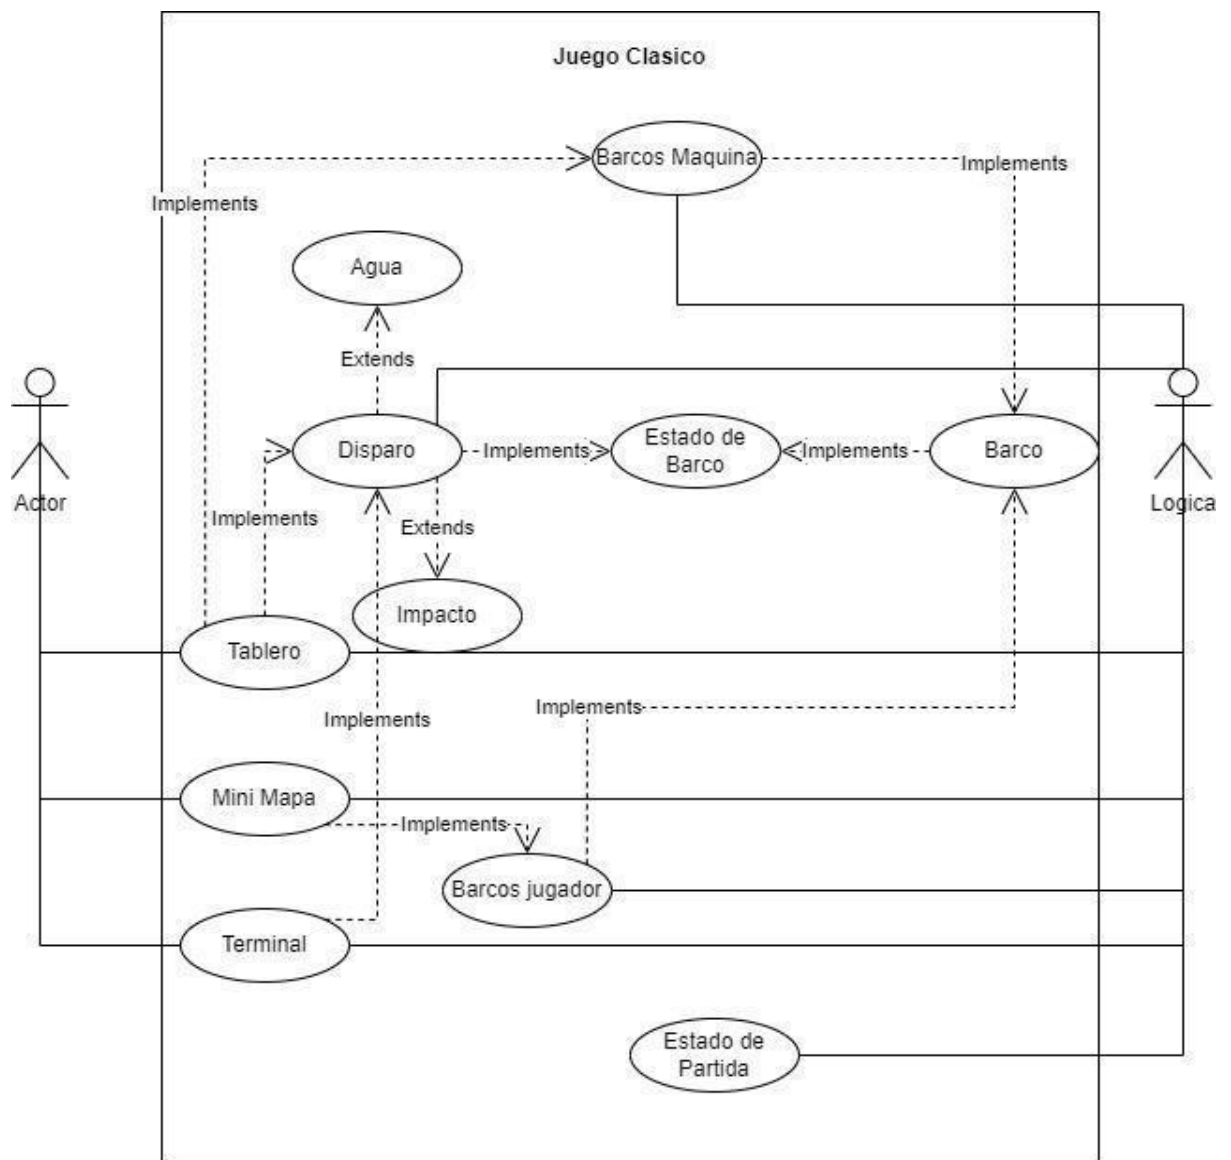 Juego Clasico
Barcos Maquina
Implements
Implements
Agua
Extends
Disparo
Implements
Estado de
Barco
Implements
Barco
Actor
Logica
Implements
Extends
Impacto
Tablero
Implements
Implements
Mini Mapa
Implements
Barcos jugador
Terminal
Estado de
Partida